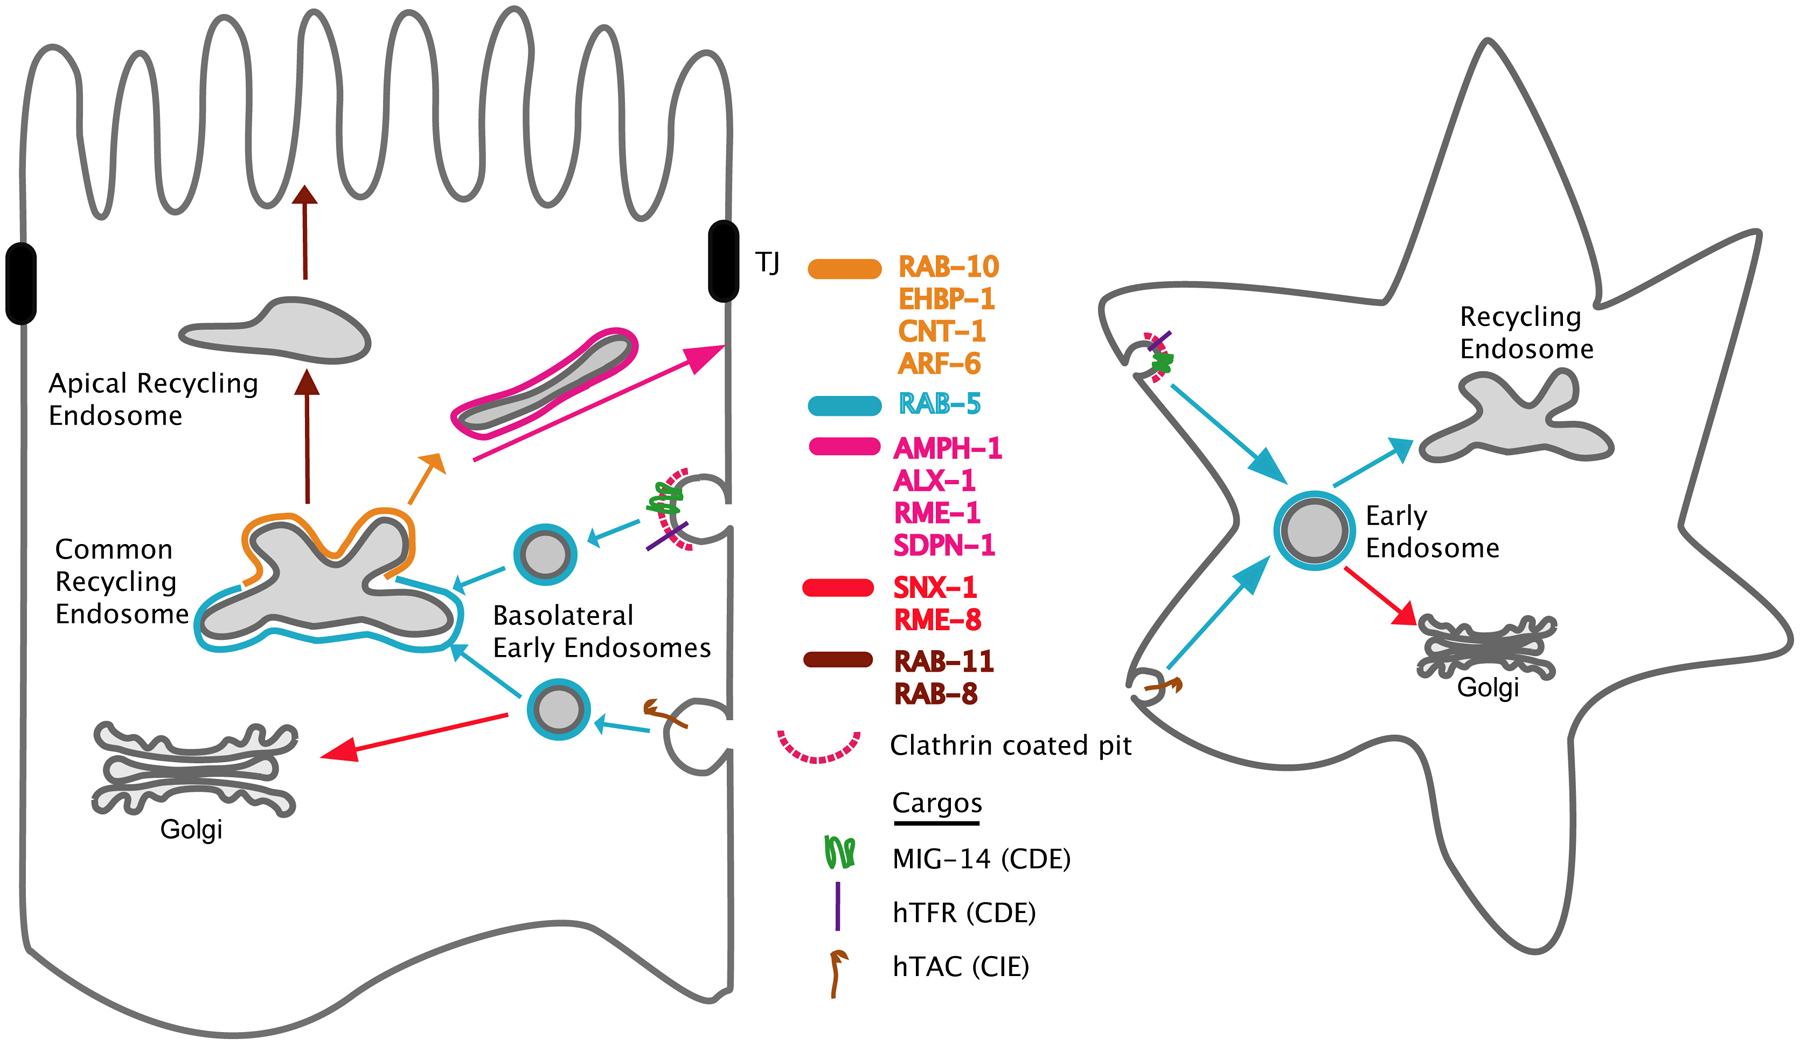 Apical Recycling
Endosome
Common
Recycling
Endosome
Basolateral
Early Endosomes
Golgi
TJ
RAB-10
EHBP-1
CNT-1
ARF-6
RAB-5
AMPH-1
ALX-1
RME-1
SDPN-1
SNX-1
RME-8
RAB-11
RAB-8
Clathrin coated pit
Cargos
MIG-14 (CDE)
hTFR (CDE)
hTAC (CIE)
Recycling
Endosome
Early
Endosome
Golgi